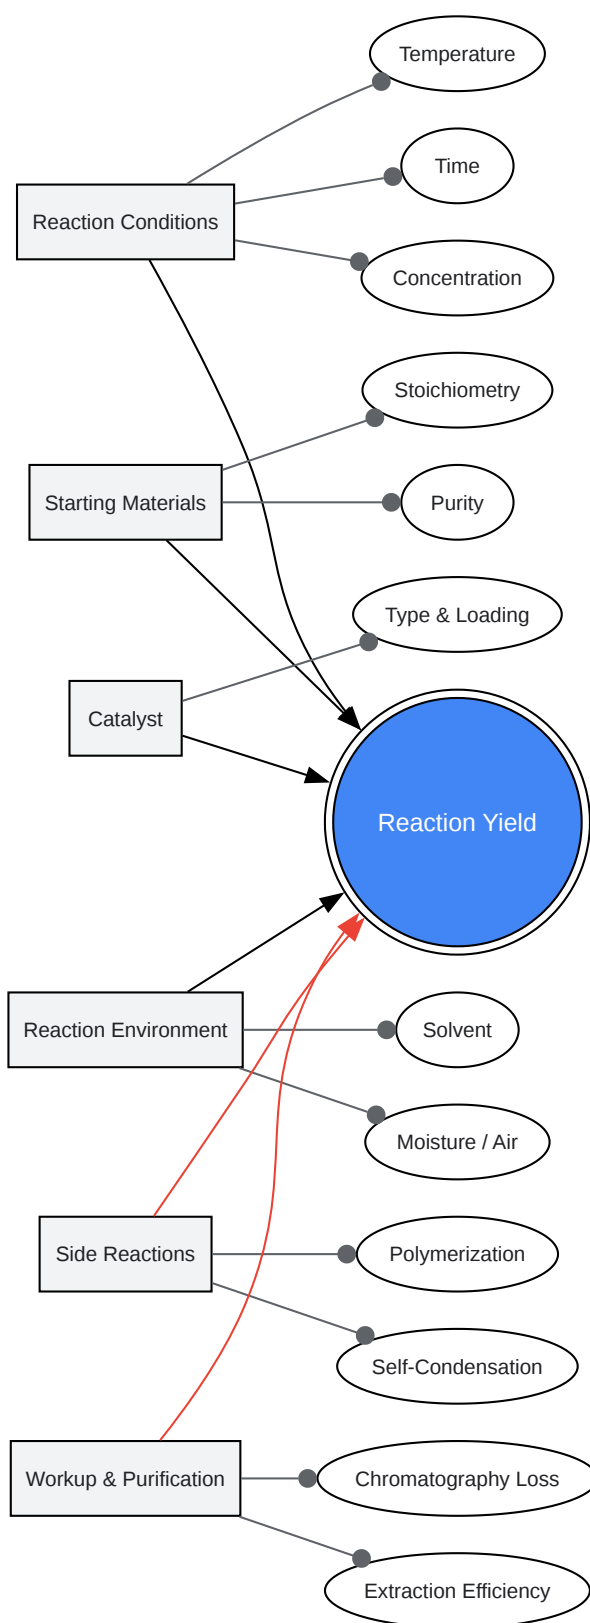 Temperature
Time
Reaction Conditions
Concentration
Stoichiometry
Starting Materials
Purity
Type & Loading
Catalyst
Reaction Yield
Reaction Environment
Solvent
Moisture / Air
Side Reactions
Polymerization
Self-Condensation
Workup & Purification
Chromatography Loss
Extraction Efficiency